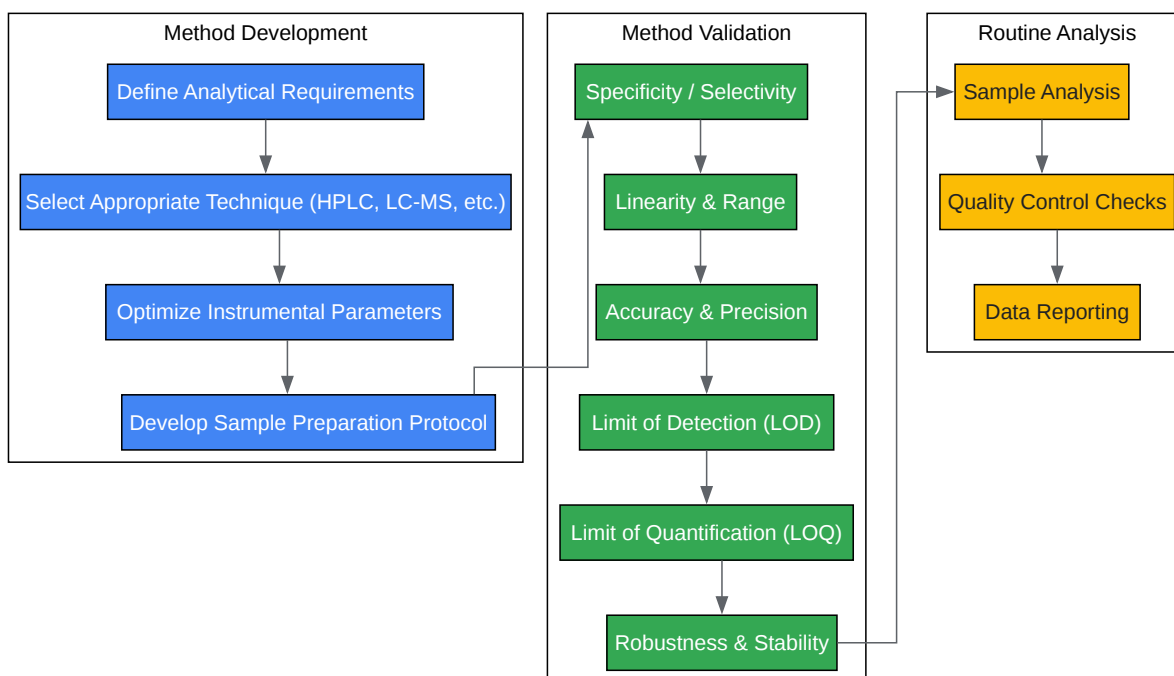 Method Development
Define Analytical Requirements
Select Appropriate Technique (HPLC, LC-MS, etc.)
Optimize Instrumental Parameters
Develop Sample Preparation Protocol
Method Validation
Specificity / Selectivity
Linearity & Range
Accuracy & Precision
Limit of Detection (LOD)
Limit of Quantification (LOQ)
Robustness & Stability
Routine Analysis
Sample Analysis
Quality Control Checks
Data Reporting